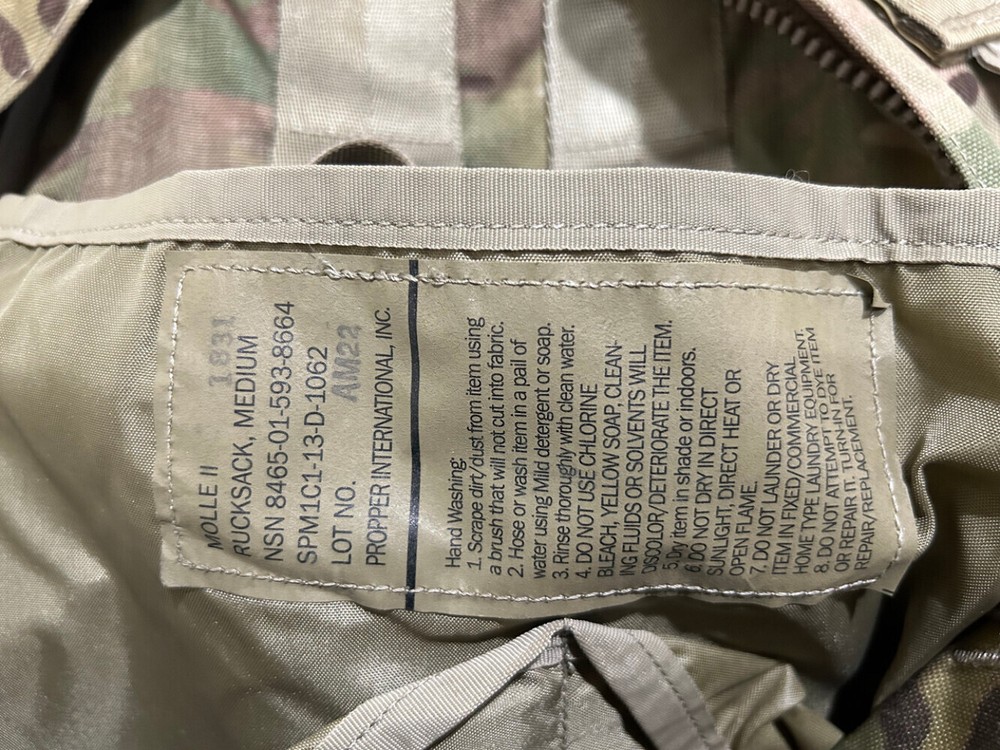 MOLLE II 1831
RUCKSACK, MEDIUM
NSN 8465-01-593-8664
SPM1C1-13-D-1062
LOT NO. AM22
PROPPER INTERNATIONAL, INC.
Hand Washing:
1. Scrape dirt/dust from item using
a brush that will not cut into fabric.
2. Hose or wash item in a pail of
water using Mild detergent or soap.
3. Rinse thoroughly with clean water.
4. DO NOT USE CHLORINE
BLEACH, YELLOW SOAP, CLEAN-
ING FLUIDS OR SOLVENTS WILL
DISCOLOR/DETERIORATE THE ITEM.
5. Dry item in shade or indoors.
6. DO NOT DRY IN DIRECT
SUNLIGHT, DIRECT HEAT OR
OPEN FLAME.
7. DO NOT LAUNDER OR DRY
ITEM IN FIXED/COMMERCIAL
HOME TYPE LAUNDRY EQUIPMENT.
8. DO NOT ATTEMPT TO DYE ITEM
OR REPAIR IT. TURN-IN FOR
REPAIR/REPLACEMENT.